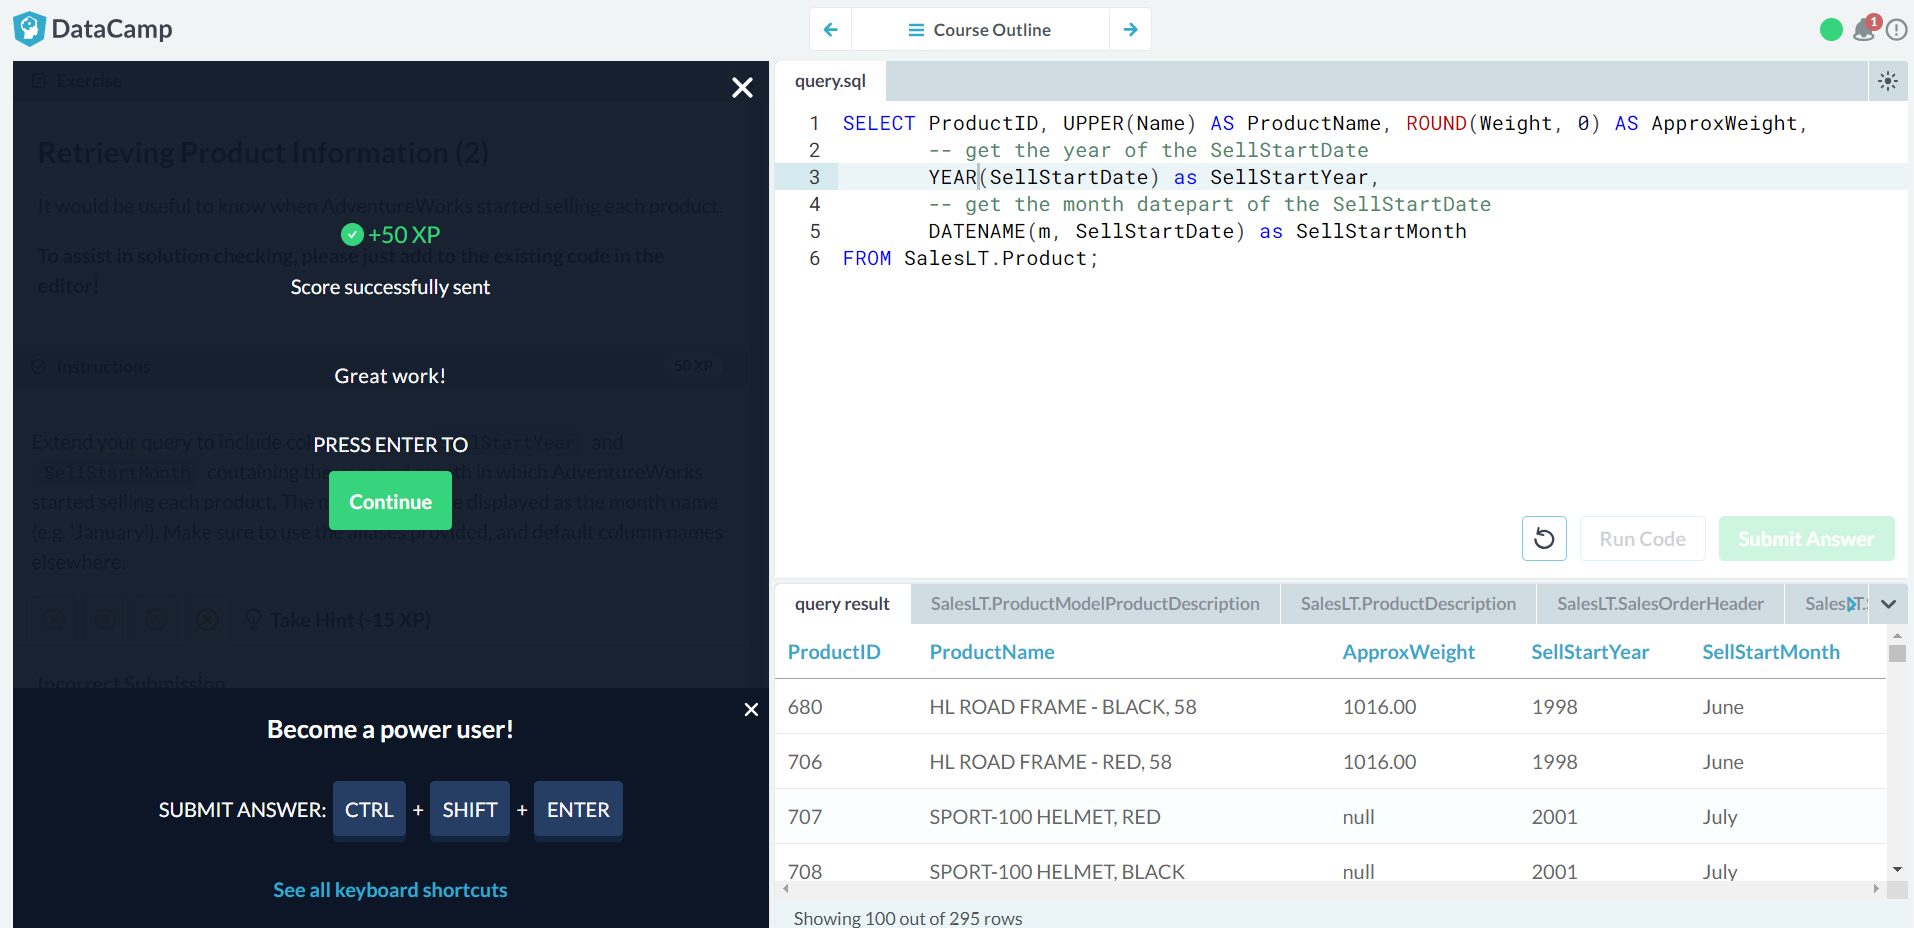 DataCamp
Course Outline
1
Exercise
Retrieving Product Information (2)
It would be useful to know when AdventureWorks started selling each product.
+50 XP
To assist in solution checking, please just add to the existing code in the
editor!
Score successfully sent
Instructions
50 XP
Great work!
Extend your query to include
PRESS ENTER TO
StartYear and
SellStartMonth containing the
in which AdventureWorks
started selling each product. The
displayed as the month name
Continue
(e.g. 'January'). Make sure to use the aliases provided, and default column names
elsewhere.
Take Hint (-15 XP)
Incorrect Submission
Become a power user!
SUBMIT ANSWER: CTRL + SHIFT + ENTER
See all keyboard shortcuts
query.sql
1 SELECT ProductID, UPPER(Name) AS ProductName, ROUND(Weight, 0) AS ApproxWeight,
2 -- get the year of the SellStartDate
3 YEAR(SellStartDate) as SellStartYear,
4 -- get the month datepart of the SellStartDate
5 DATENAME(m, SellStartDate) as SellStartMonth
6 FROM SalesLT.Product;
Run Code
Submit Answer
query result SalesLT.ProductModelProductDescription SalesLT.ProductDescription SalesLT.SalesOrderHeader SalesLT.
ProductID ProductName ApproxWeight SellStartYear SellStartMonth
680 HL ROAD FRAME - BLACK, 58 1016.00 1998 June
706 HL ROAD FRAME - RED, 58 1016.00 1998 June
707 SPORT-100 HELMET, RED null 2001 July
708 SPORT-100 HELMET, BLACK null 2001 July
Showing 100 out of 295 rows